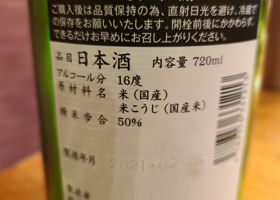 ご購入後は品質保持の為、直射日光を避け、冷蔵で
の保存をお願いいたします。開栓前後にかかわらず、
できるだけお早めにお召し上がりください。
品目 日本酒 内容量 720ml
アルコール分 16度
原材料名 米(国産)
米こうじ(国産米)
精米歩合 50%
製造年月 2021